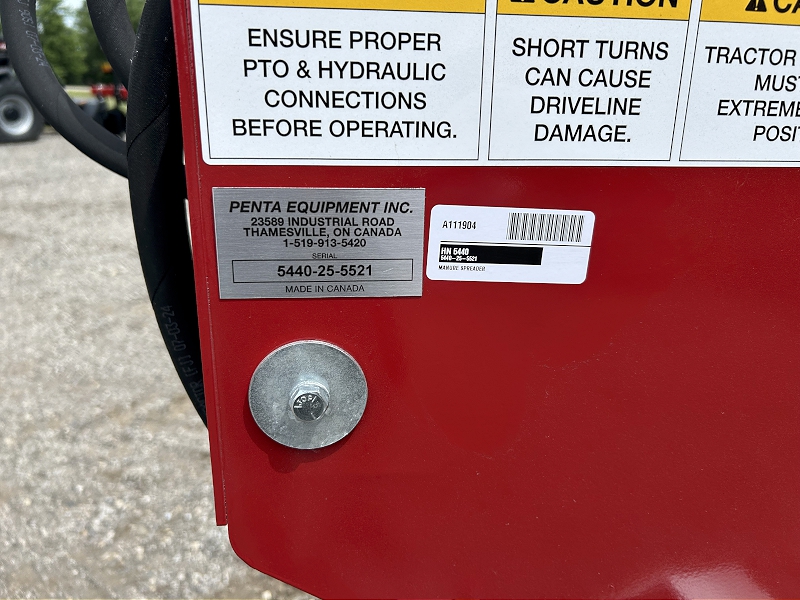 ENSURE PROPER
PTO & HYDRAULIC
CONNECTIONS
BEFORE OPERATING.
CAUTION
SHORT TURNS
CAN CAUSE
DRIVELINE
DAMAGE.
TRACTOR
MUS
EXTREME
POSIT
PENTA EQUIPMENT INC.
23589 INDUSTRIAL ROAD
THAMESVILLE, ON CANADA
1-519-913-5420
SERIAL
5440-25-5521
MADE IN CANADA
A111904
HN 5440
5440-25-5521
MANURE SPREADER